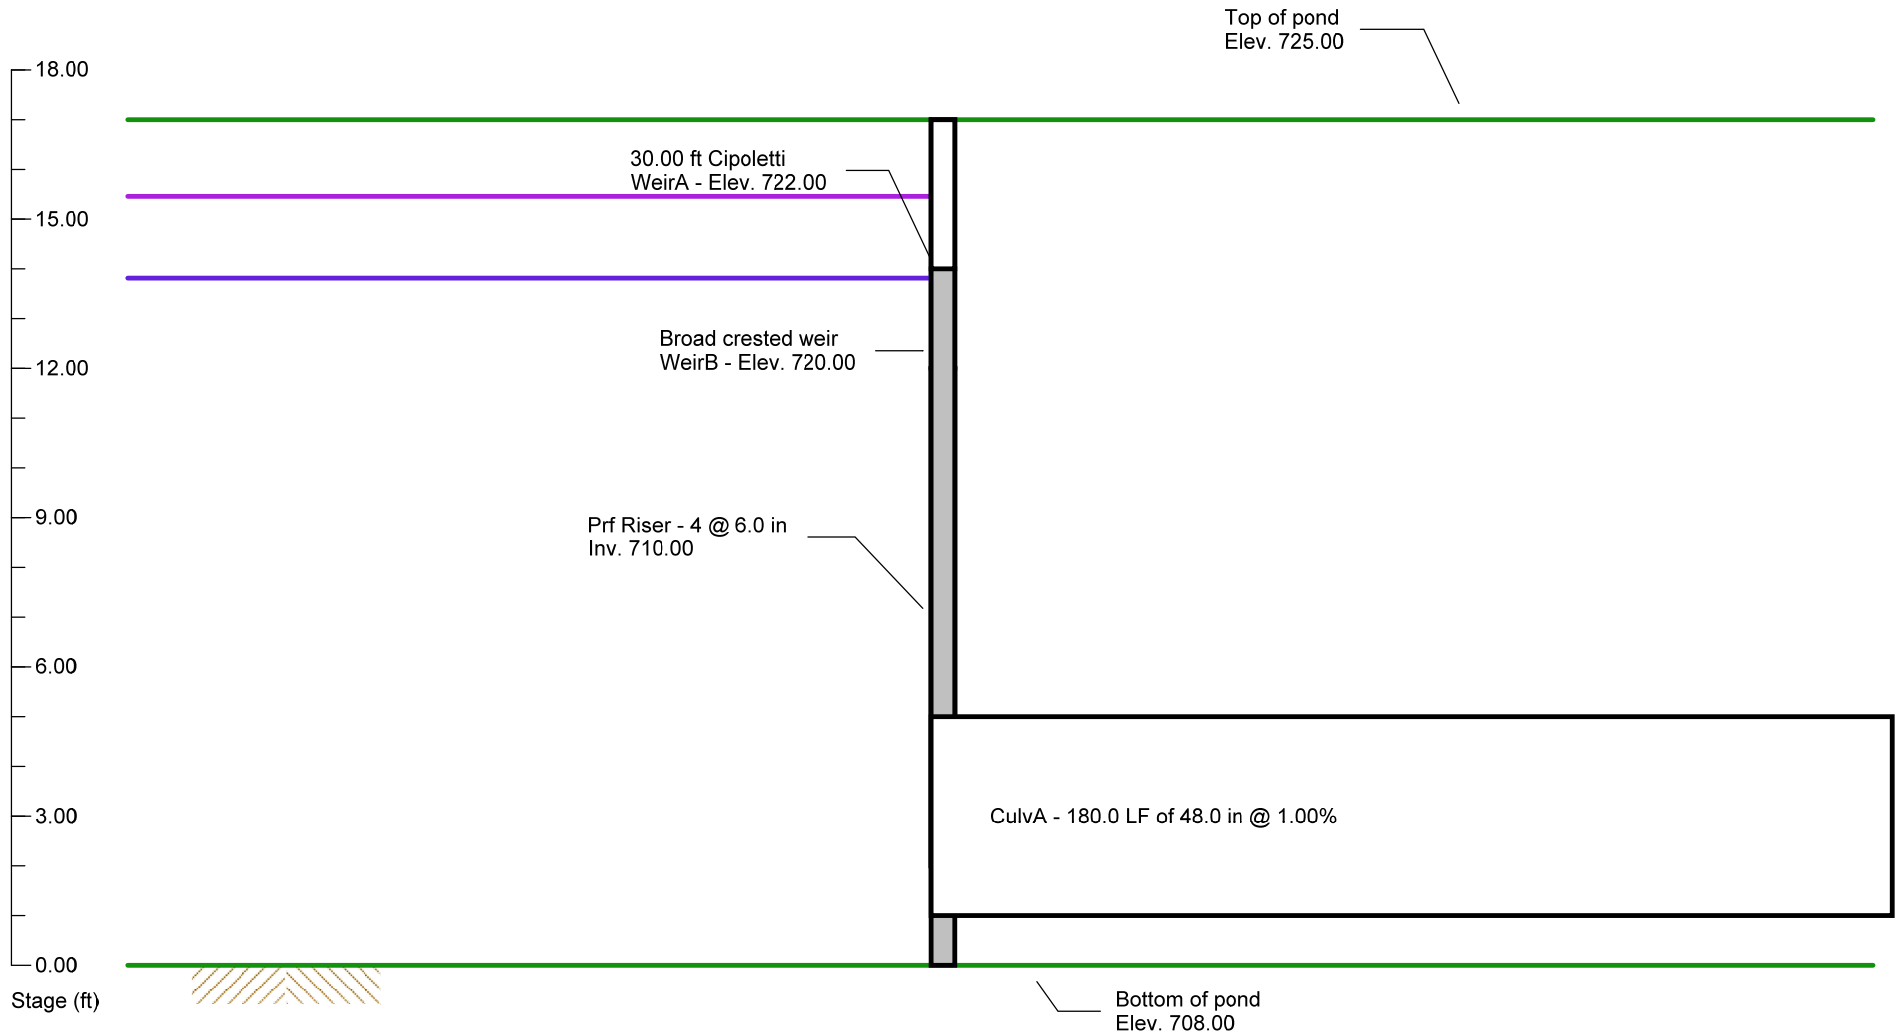 Top of pond
Elev. 725.00
18.00
30.00 ft Cipoletti
WeirA - Elev. 722.00
15.00
Broad crested weir
WeirB - Elev. 720.00
12.00
9.00
Prf Riser - 4 @ 6.0 in
Inv. 710.00
6.00
3.00
CulvA - 180.0 LF of 48.0 in @ 1.00%
0.00
Stage (ft)
Bottom of pond
Elev. 708.00